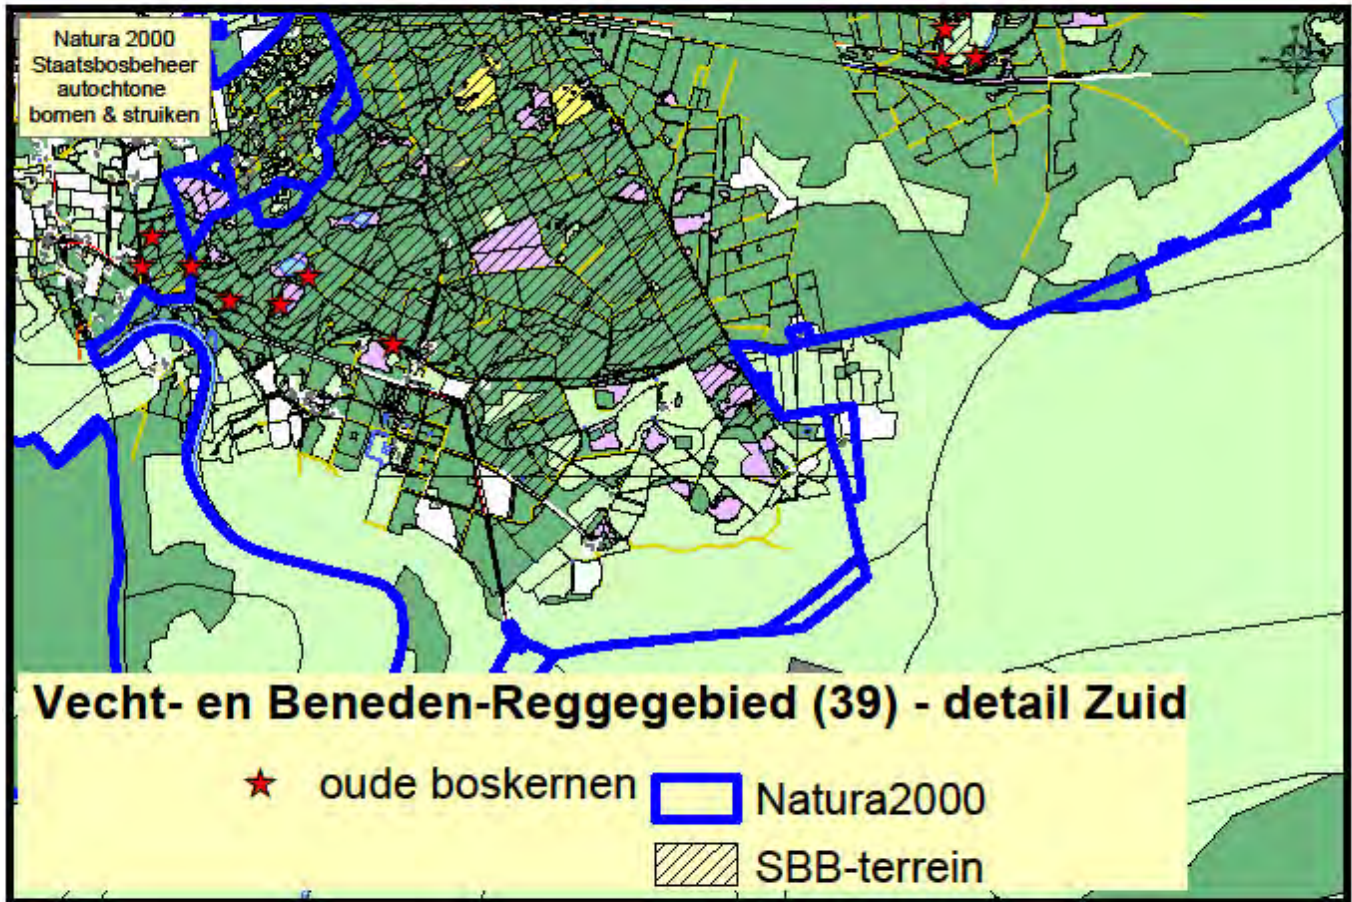 Natura 2000
Staatsbosbeheer
autochtone
bomen & struiken
Vecht- en Beneden-Reggegebied (39) - detail Zuid
oude boskernen
Natura2000
SBB-terrein